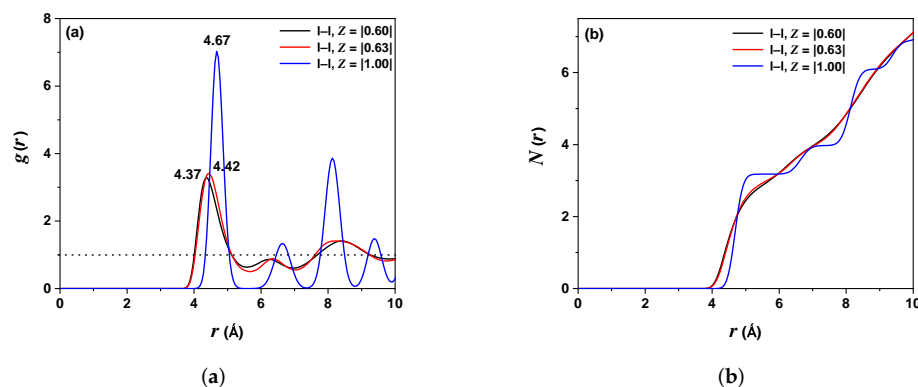 (a)
I–I, Z = |0.60|
I–I, Z = |0.63|
I–I, Z = |1.00|
4.67
4.37
4.42
g (r)
8
6
4
2
0
0 2 4 6 8 10
r (Å)
(a)
(b)
I–I, Z = |0.60|
I–I, Z = |0.63|
I–I, Z = |1.00|
N (r)
6
4
2
0
0 2 4 6 8 10
r (Å)
(b)